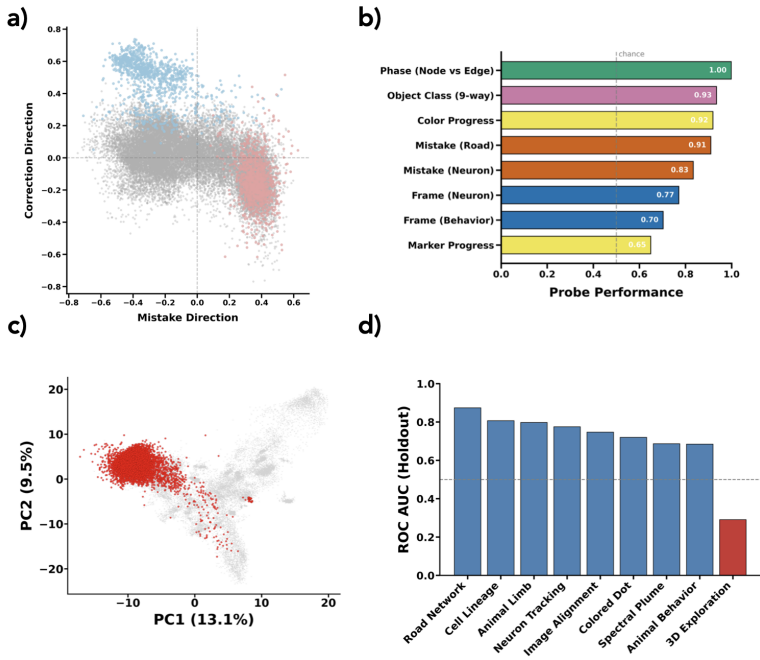 a)
0.8
0.6
0.4
0.2
0.0
−0.2
−0.4
−0.6
−0.8
−0.8 −0.6 −0.4 −0.2 0.0 0.2 0.4 0.6
Correction Direction
Mistake Direction
b)
chance
Phase (Node vs Edge) 1.00
Object Class (9-way) 0.93
Color Progress 0.92
Mistake (Road) 0.91
Mistake (Neuron) 0.83
Frame (Neuron) 0.77
Frame (Behavior) 0.70
Marker Progress 0.65
0.0 0.2 0.4 0.6 0.8 1.0
Probe Performance
c)
20
10
0
−10
−20
−10 0 10 20
PC2 (9.5%)
PC1 (13.1%)
d)
1.0
0.8
0.6
0.4
0.2
0.0
ROC AUC (Holdout)
Road Network
Cell Lineage
Animal Limb
Neuron Tracking
Image Alignment
Colored Dot
Spectral Plume
Animal Behavior
3D Exploration